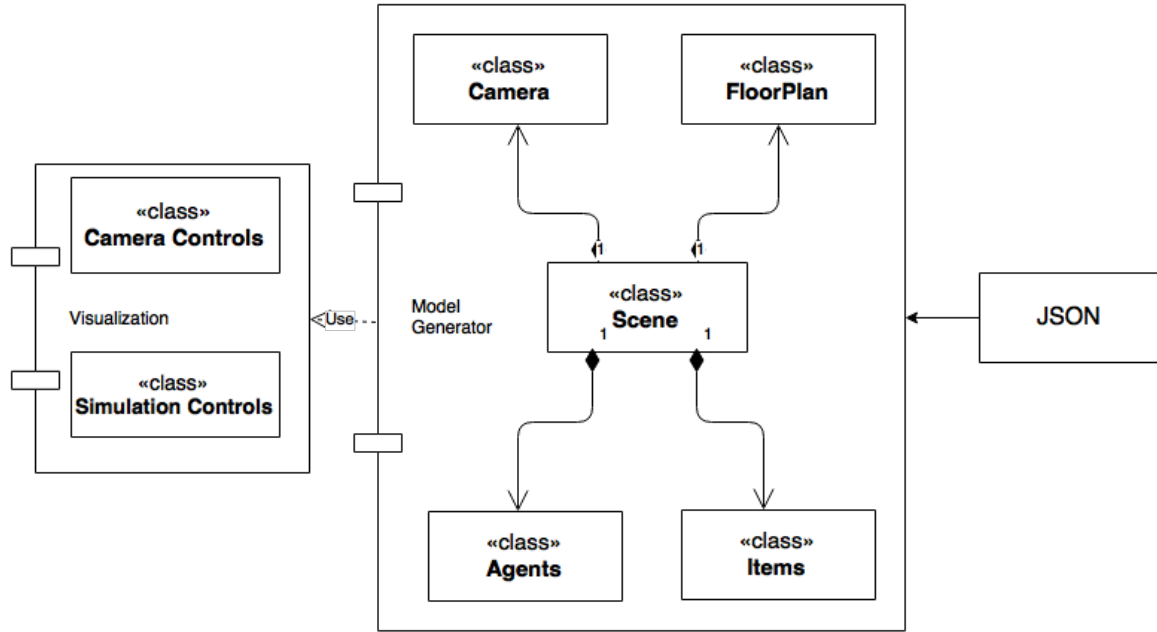 «class»
Camera
«class»
FloorPlan
«class»
Camera Controls
Visualization
«class»
Simulation Controls
Use
Model
Generator
1
1
«class»
Scene
1
1
JSON
«class»
Agents
«class»
Items